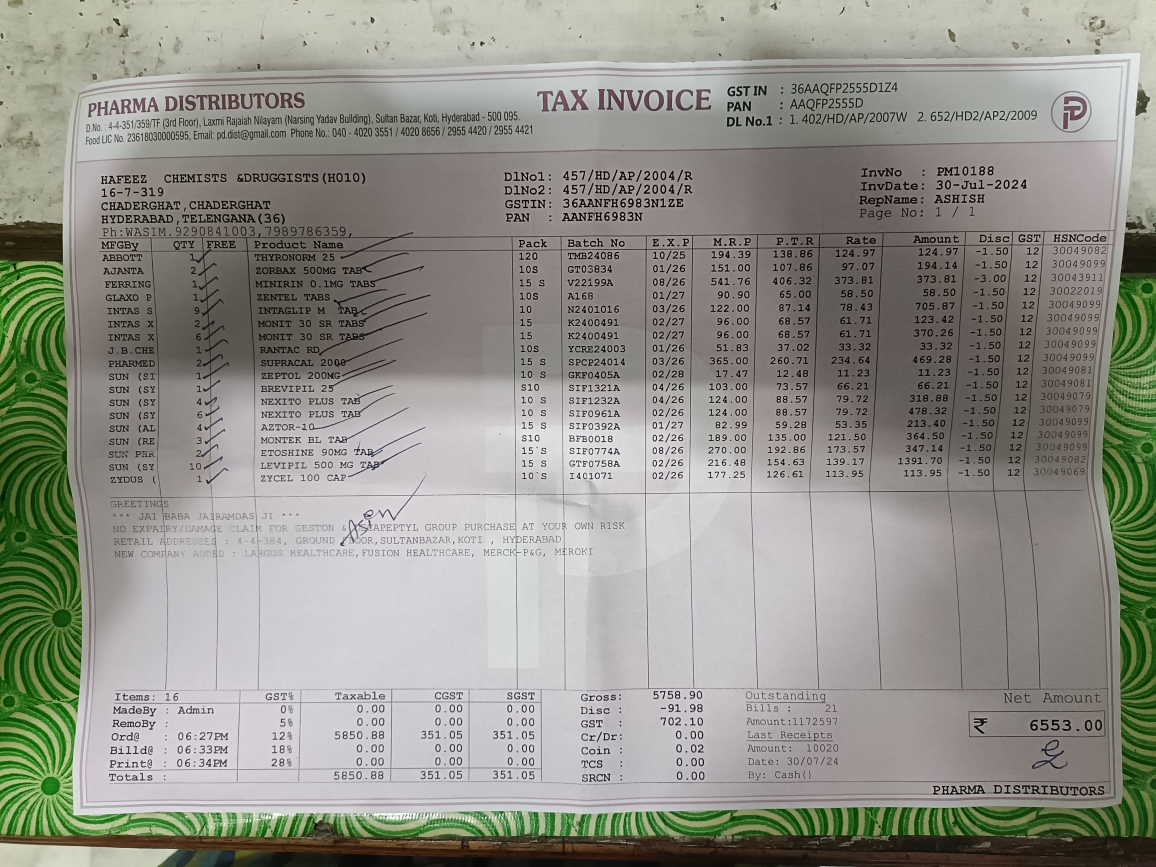 PHARMA DISTRIBUTORS
D.No. : 4-4-351/359/TF (3rd Floor), Laxmi Rajaiah Nilayam (Narsing Yadav Building), Sultan Bazar, Koti, Hyderabad - 500 095.
Food LIC No. 23618030000595, Email: pd.dist@gmail.com Phone No.: 040 - 4020 3551 / 4020 8656 / 2955 4420 / 2955 4421
TAX INVOICE
GST IN : 36AAQFP2555D1Z4
PAN : AAQFP2555D
DL No.1 : 1. 402/HD/AP/2007W 2. 652/HD2/AP2/2009
HAFEEZ CHEMISTS &DRUGGISTS(H010)
16-7-319
CHADERGHAT,CHADERGHAT
HYDERABAD,TELENGANA(36)
Ph:WASIM.9290841003,7989786359,
DlNo1: 457/HD/AP/2004/R
DlNo2: 457/HD/AP/2004/R
GSTIN: 36AANFH6983N1ZE
PAN : AANFH6983N
InvNo : PM10188
InvDate: 30-Jul-2024
RepName: ASHISH
Page No: 1 / 1
MFGBy QTY FREE Product Name Pack Batch No E.X.P M.R.P P.T.R Rate Amount Disc GST HSNCode
ABBOTT 1 THYRONORM 25 120 TMB24086 10/25 194.39 138.86 124.97 124.97 -1.50 12 30049082
AJANTA 2 ZORBAX 500MG TAB 10S GT03834 01/26 151.00 107.86 97.07 194.14 -1.50 12 30049099
FERRING 1 MINIRIN 0.1MG TABS 15 S V22199A 08/26 541.76 406.32 373.81 373.81 -3.00 12 30043911
GLAXO P 1 ZENTEL TABS 10S A168 01/27 90.90 65.00 58.50 58.50 -1.50 12 30022019
INTAS S 9 INTAGLIP M TAB 10 N2401016 03/26 122.00 87.14 78.43 705.87 -1.50 12 30049099
INTAS X 2 MONIT 30 SR TABS 15 K2400491 02/27 96.00 68.57 61.71 123.42 -1.50 12 30049099
INTAS X 6 MONIT 30 SR TABS 15 K2400491 02/27 96.00 68.57 61.71 370.26 -1.50 12 30049099
J.B.CHE 1 RANTAC RD 10S YCRE24003 01/26 51.83 37.02 33.32 33.32 -1.50 12 30049099
PHARMED 2 SUPRACAL 2000 15 S SPCP24014 03/26 365.00 260.71 234.64 469.28 -1.50 12 30049099
SUN (SI 1 ZEPTOL 200MG 10 S GKF0405A 02/28 17.47 12.48 11.23 11.23 -1.50 12 30049081
SUN (SY 1 BREVIPIL 25 S10 SIF1321A 04/26 103.00 73.57 66.21 66.21 -1.50 12 30049081
SUN (SY 4 NEXITO PLUS TAB 10 S SIF1232A 04/26 124.00 88.57 79.72 318.88 -1.50 12 30049079
SUN (SY 6 NEXITO PLUS TAB 10 S SIF0961A 02/26 124.00 88.57 79.72 478.32 -1.50 12 30049079
SUN (AL 4 AZTOR-10 15 S SIF0392A 01/27 82.99 59.28 53.35 213.40 -1.50 12 30049099
SUN (RE 3 MONTEK BL TAB S10 BFB0018 02/26 189.00 135.00 121.50 364.50 -1.50 12 30049099
SUN PHR 2 ETOSHINE 90MG TAB 15 S SIF0774A 08/26 270.00 192.86 173.57 347.14 -1.50 12 30049099
SUN (SY 10 LEVIPIL 500 MG TAB 15 S GTF0758A 02/26 216.48 154.63 139.17 1391.70 -1.50 12 30049082
ZYDUS ( 1 ZYCEL 100 CAP 10 S I401071 02/26 177.25 126.61 113.95 113.95 -1.50 12 30049069
GREETINGS
*** JAI BABA JAIRAMDAS JI ***
NO EXPAIRY/DAMAGE CLAIM FOR GESTON & GROUP PURCHASE AT YOUR OWN RISK
RETAIL ADDRESSES : 4-4-384, GROUND FLOOR,SULTANBAZAR,KOTI , HYDERABAD
NEW COMPANY ADDED : LARGOS HEALTHCARE,FUSION HEALTHCARE, MERCK-P&G, MEROKI
Items: 16 GST% Taxable CGST SGST
MadeBy : Admin 0% 0.00 0.00 0.00
RemoBy : 5% 0.00 0.00 0.00
Ord@ : 06:27PM 12% 5850.88 351.05 351.05
Billd@ : 06:33PM 18% 0.00 0.00 0.00
Print@ : 06:34PM 28% 0.00 0.00 0.00
Totals : 5850.88 351.05 351.05
Gross: 5758.90
Disc : -91.98
GST : 702.10
Cr/Dr: 0.00
Coin : 0.02
TCS : 0.00
SRCN : 0.00
Outstanding
Bills : 21
Amount:1172597
Last Receipts
Amount: 10020
Date: 30/07/24
By: Cash()
Net Amount
₹ 6553.00
PHARMA DISTRIBUTORS